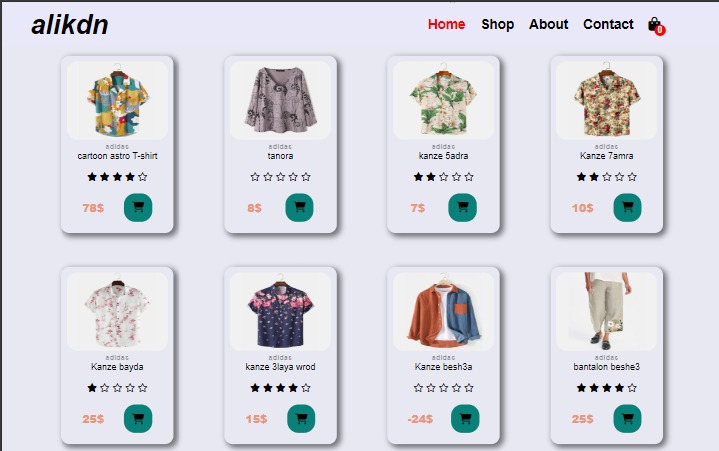 alikdn
Home Shop About Contact 0
adidas adidas adidas adidas
cartoon astro T-shirt tanora kanze 5adra Kanze 7amra
78$ 8$ 7$ 10$
adidas adidas adidas adidas
Kanze bayda kanze 3laya wrod Kanze besh3a bantalon beshe3
25$ 15$ -24$ 25$